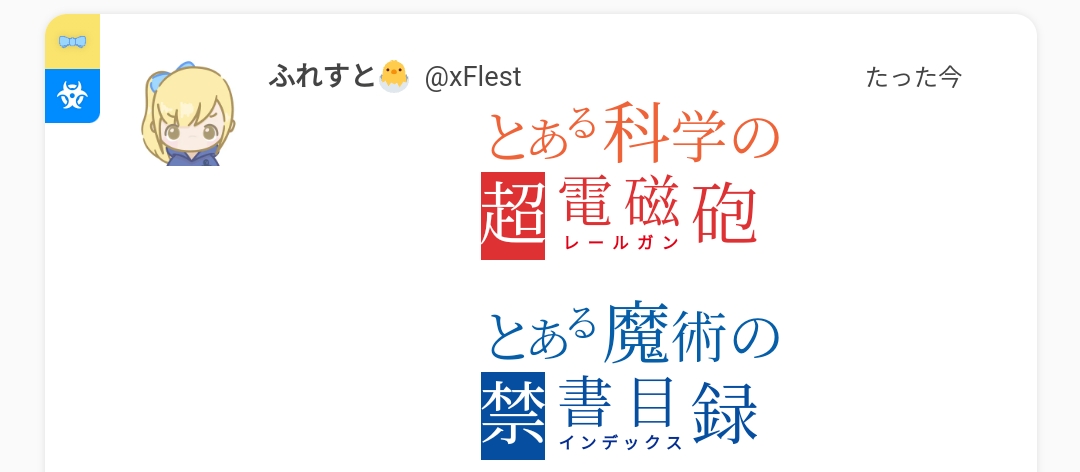 ふれすと🐣 @xFlest たった今
とある科学の
超電磁砲
レールガン
とある魔術の
禁書目録
インデックス